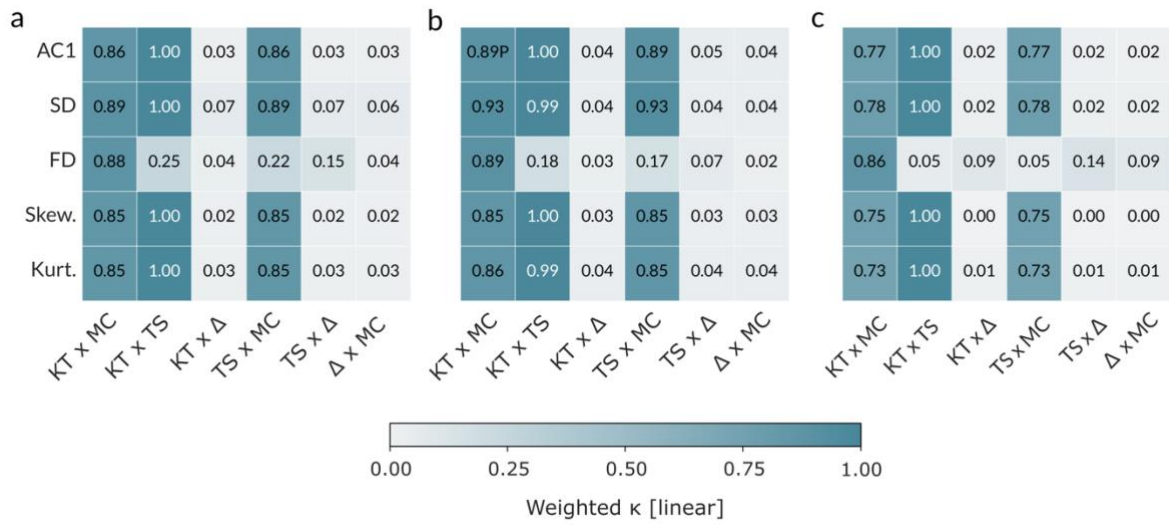 a b c
AC1 0.86 1.00 0.03 0.86 0.03 0.03 0.89P 1.00 0.04 0.89 0.05 0.04 0.77 1.00 0.02 0.77 0.02 0.02
SD 0.89 1.00 0.07 0.89 0.07 0.06 0.93 0.99 0.04 0.93 0.04 0.04 0.78 1.00 0.02 0.78 0.02 0.02
FD 0.88 0.25 0.04 0.22 0.15 0.04 0.89 0.18 0.03 0.17 0.07 0.02 0.86 0.05 0.09 0.05 0.14 0.09
Skew. 0.85 1.00 0.02 0.85 0.02 0.02 0.85 1.00 0.03 0.85 0.03 0.03 0.75 1.00 0.00 0.75 0.00 0.00
Kurt. 0.85 1.00 0.03 0.85 0.03 0.03 0.86 0.99 0.04 0.85 0.04 0.04 0.73 1.00 0.01 0.73 0.01 0.01
KT x MC KT x TS KT x Δ TS x MC TS x Δ Δ x MC KT x MC KT x TS KT x Δ TS x MC TS x Δ Δ x MC KT x MC KT x TS KT x Δ TS x MC TS x Δ Δ x MC
0.00 0.25 0.50 0.75 1.00
Weighted κ [linear]